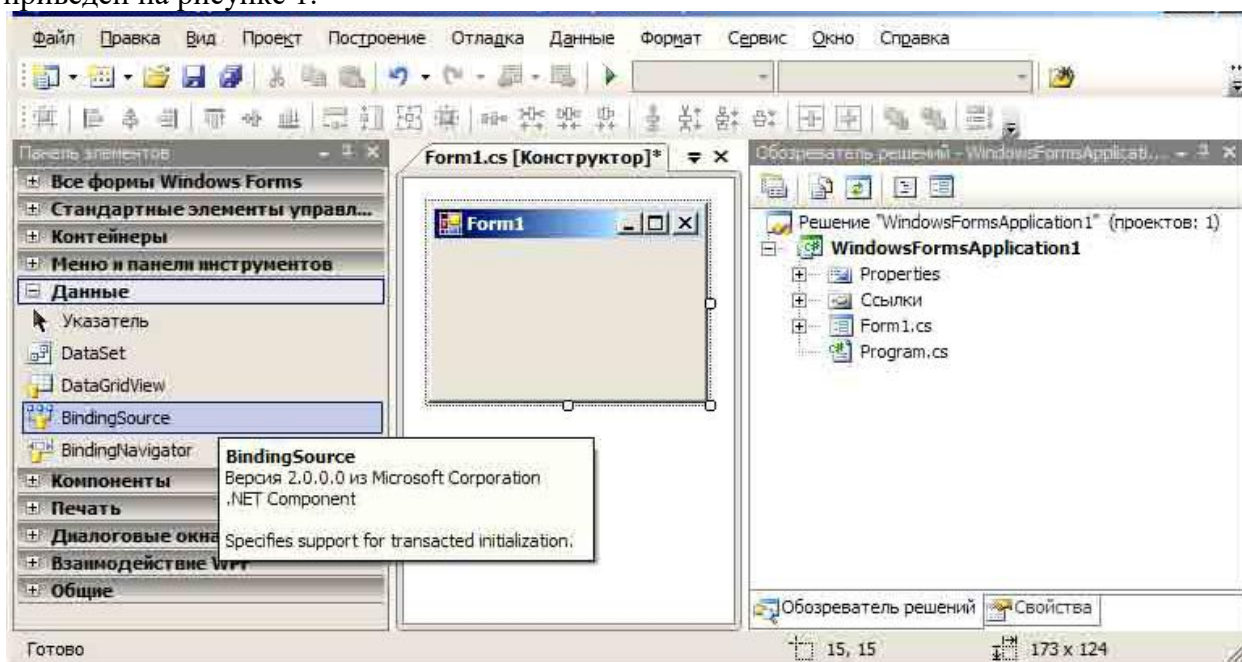 приведен на рисунке 1.
Файл Правка Вид Проект Построение Отладка Данные Формат Сервис Окно Справка
Панель элементов
Form1.cs [Конструктор]*
Обозреватель решений - WindowsFormsApplicati...
Все формы Windows Forms
Стандартные элементы управл...
Контейнеры
Меню и панели инструментов
Данные
Указатель
DataSet
DataGridView
BindingSource
BindingNavigator
Компоненты
Печать
Диалоговые окна
Взаимодействие WPF
Общие
Form1
BindingSource
Версия 2.0.0.0 из Microsoft Corporation
.NET Component
Specifies support for transacted initialization.
Решение "WindowsFormsApplication1" (проектов: 1)
WindowsFormsApplication1
Properties
Ссылки
Form1.cs
Program.cs
Обозреватель решений Свойства
Готово 15, 15 173 x 124